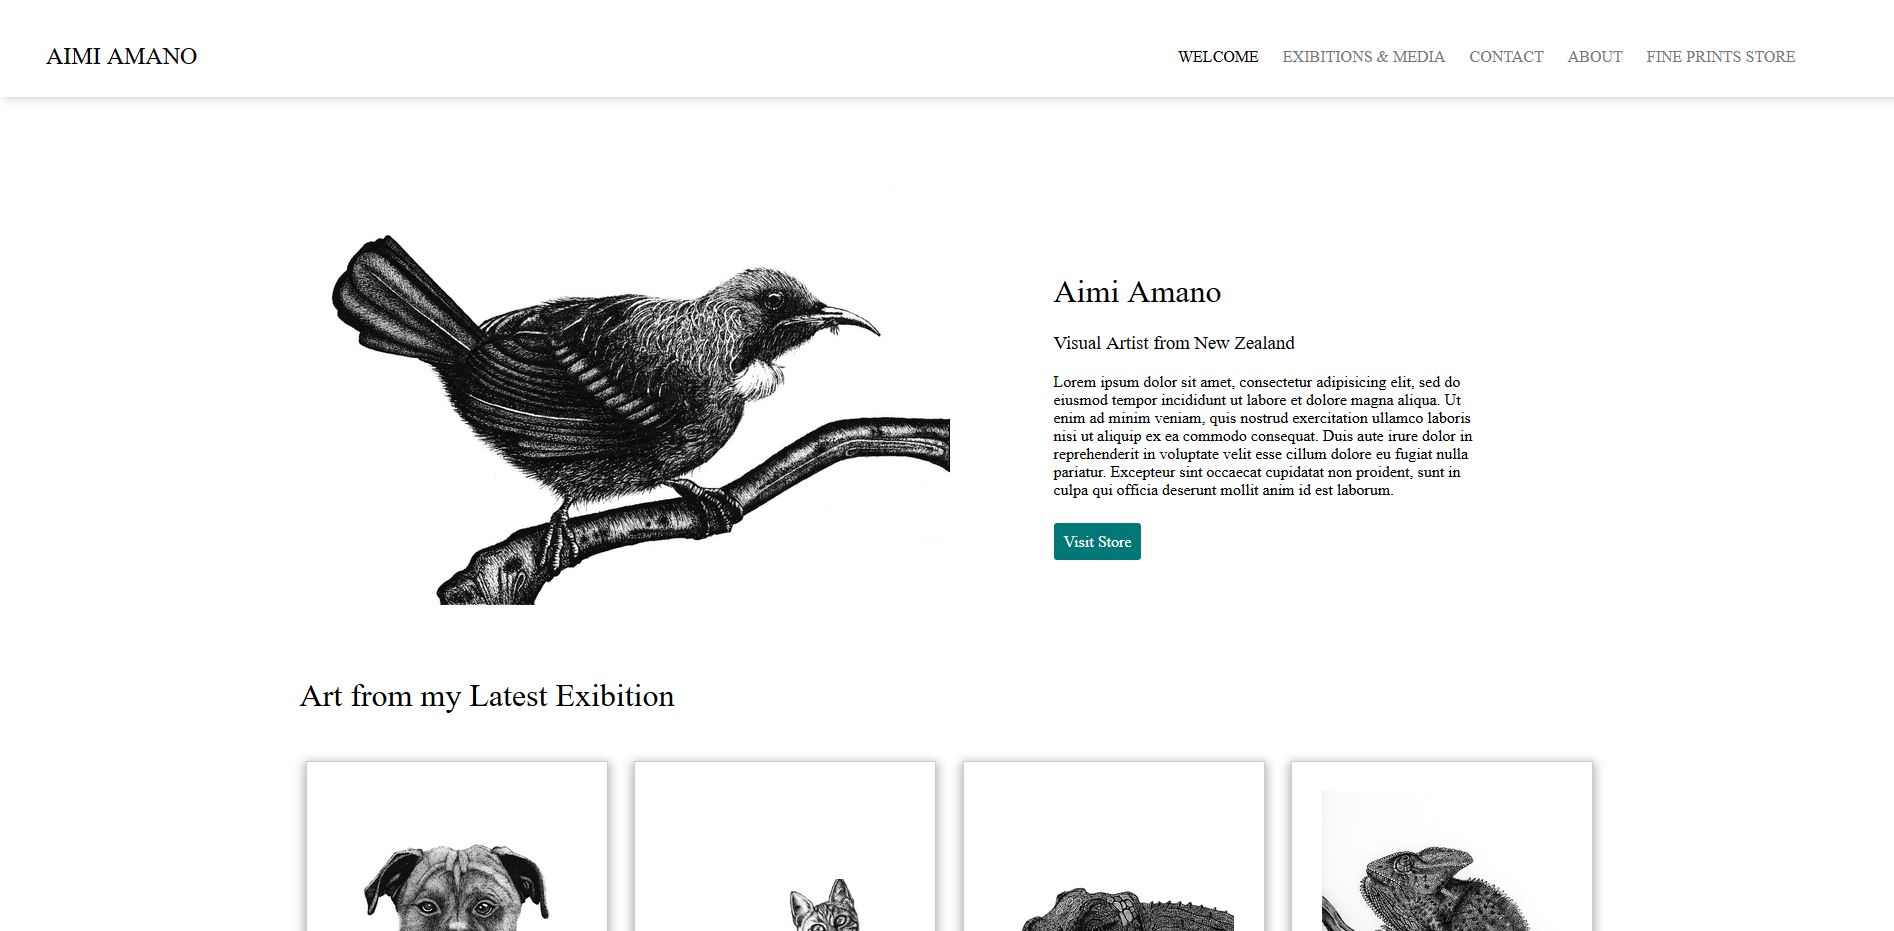 AIMI AMANO
WELCOME
EXIBITIONS & MEDIA
CONTACT
ABOUT
FINE PRINTS STORE
Aimi Amano
Visual Artist from New Zealand
Lorem ipsum dolor sit amet, consectetur adipisicing elit, sed do
eiusmod tempor incididunt ut labore et dolore magna aliqua. Ut
enim ad minim veniam, quis nostrud exercitation ullamco laboris
nisi ut aliquip ex ea commodo consequat. Duis aute irure dolor in
reprehenderit in voluptate velit esse cillum dolore eu fugiat nulla
pariatur. Excepteur sint occaecat cupidatat non proident, sunt in
culpa qui officia deserunt mollit anim id est laborum.
Visit Store
Art from my Latest Exibition